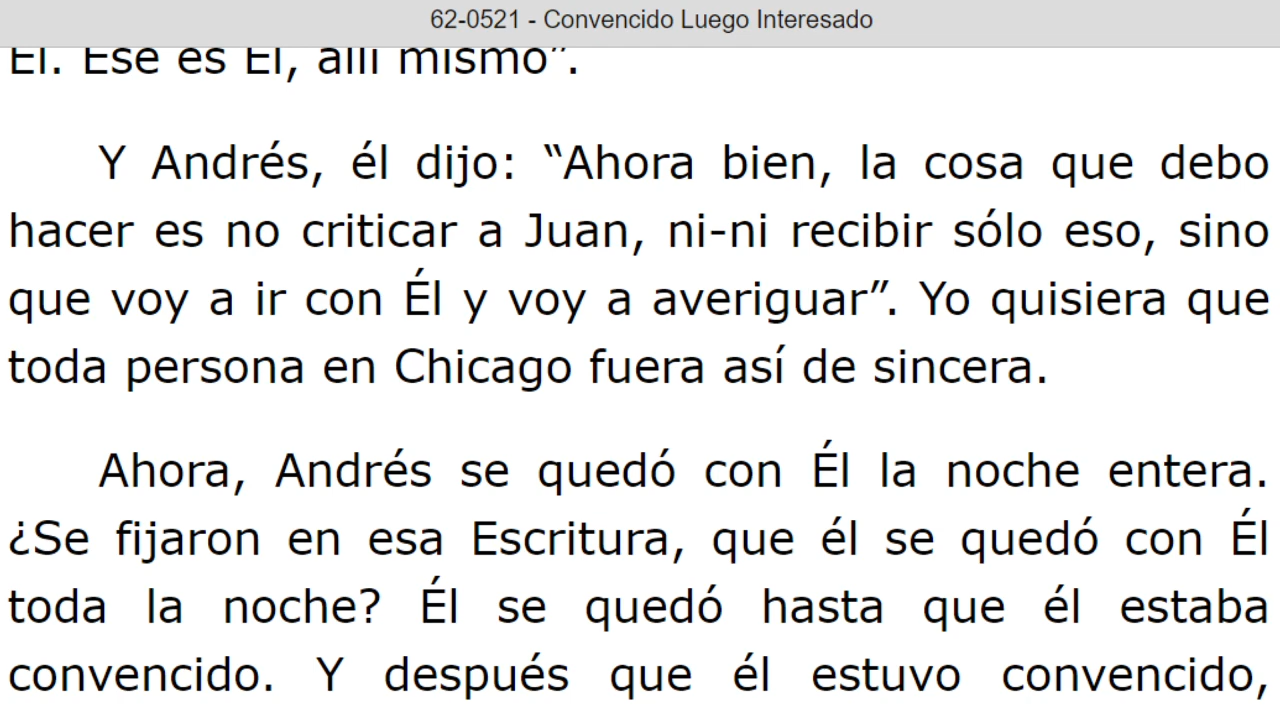 62-0521 - Convencido Luego Interesado
Él. Ese es Él, allí mismo”.
Y Andrés, él dijo: “Ahora bien, la cosa que debo
hacer es no criticar a Juan, ni-ni recibir sólo eso, sino
que voy a ir con Él y voy a averiguar”. Yo quisiera que
toda persona en Chicago fuera así de sincera.
Ahora, Andrés se quedó con Él la noche entera.
¿Se fijaron en esa Escritura, que él se quedó con Él
toda la noche? Él se quedó hasta que él estaba
convencido. Y después que él estuvo convencido,